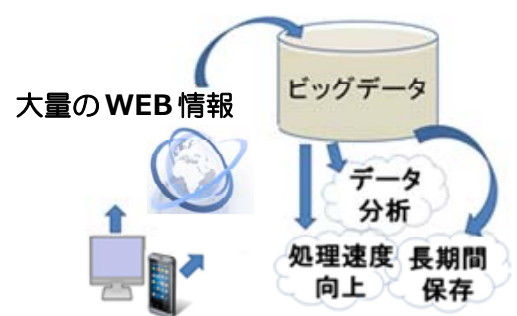 ビッグデータ
大量のWEB情報
データ
分析
処理速度
向上
長期間
保存